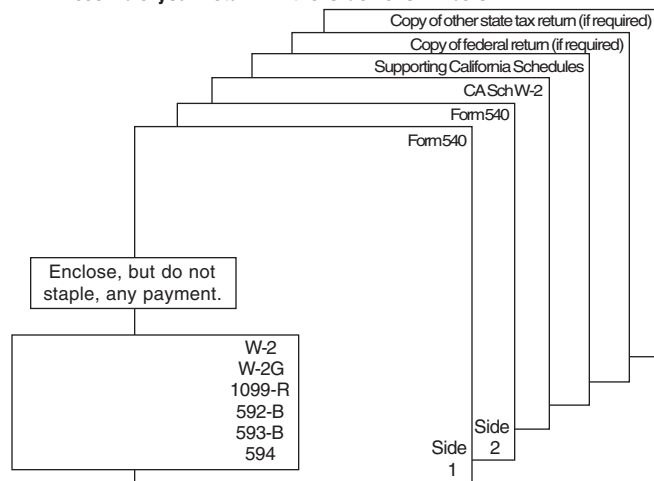 Copy of other state tax return (if required)
Copy of federal return (if required)
Supporting California Schedules
CA Sch W-2
Form 540
Form 540
Enclose, but do not
staple, any payment.
W-2
W-2G
1099-R
592-B
593-B
594
Side
2
Side
1